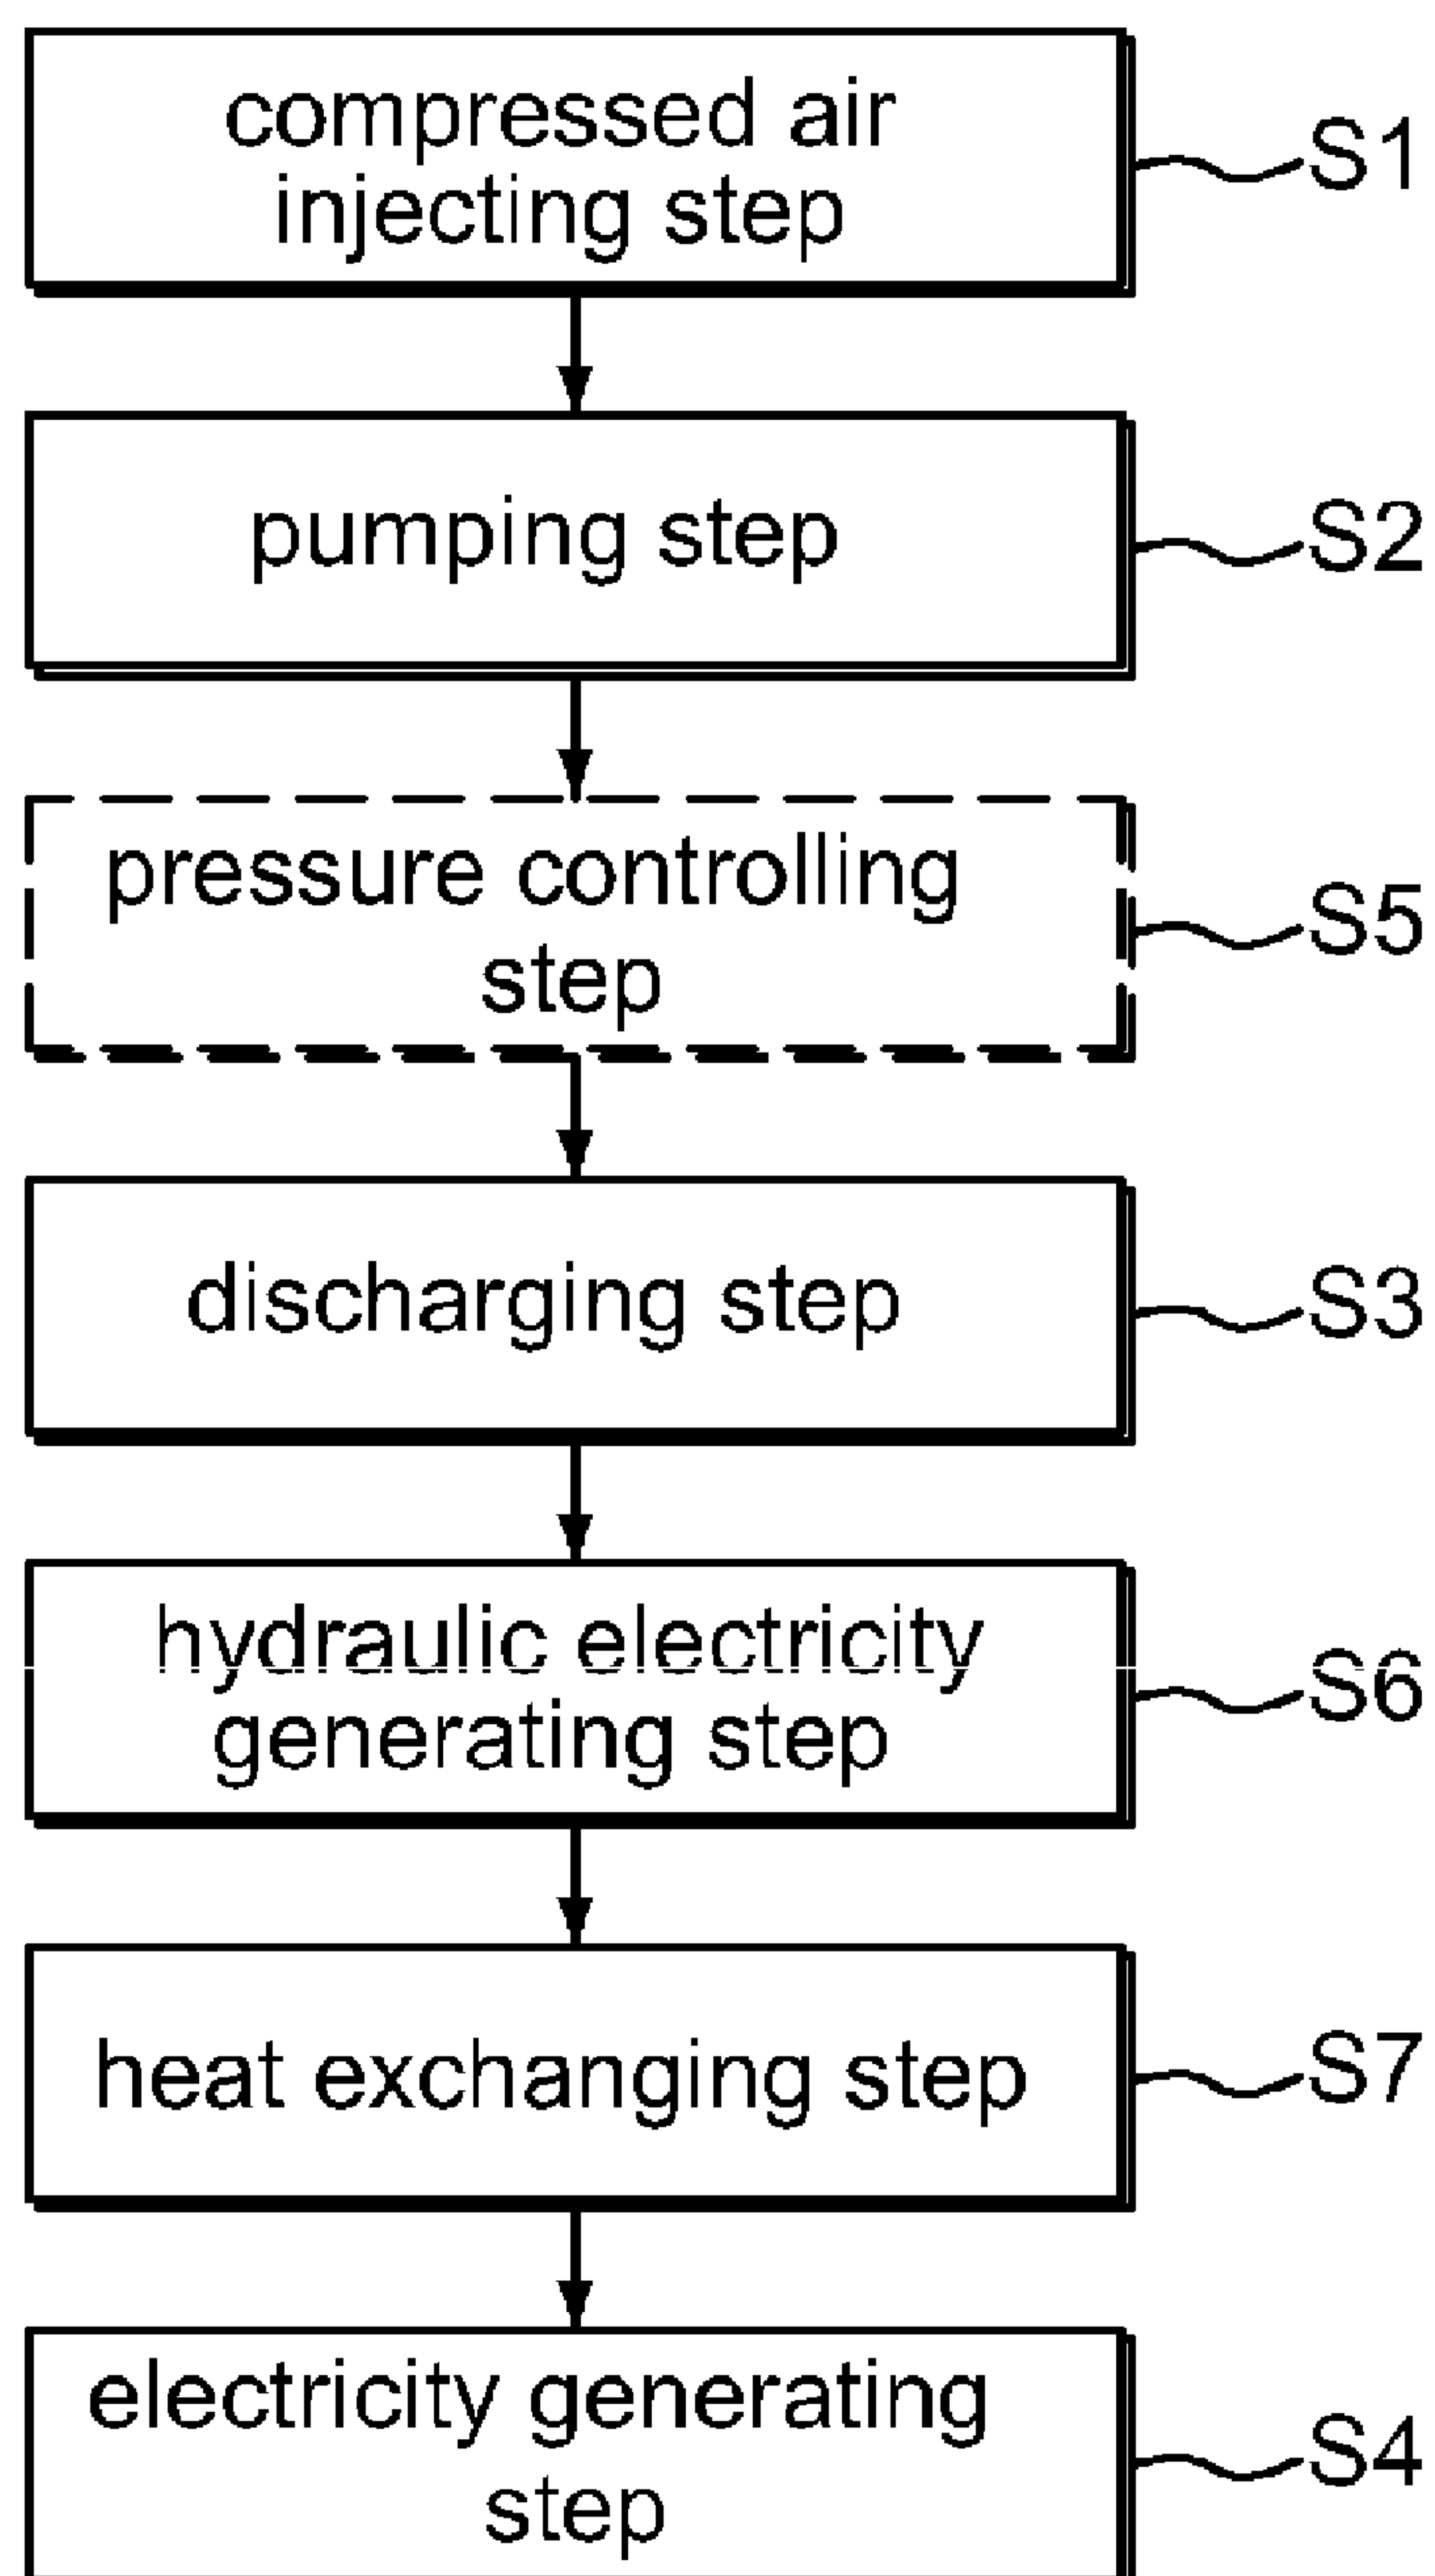 compressed air
injecting step
S1
pumping step
S2
pressure controlling
step
S5
discharging step
S3
hydraulic electricity
generating step
S6
heat exchanging step
S7
electricity generating
step
S4